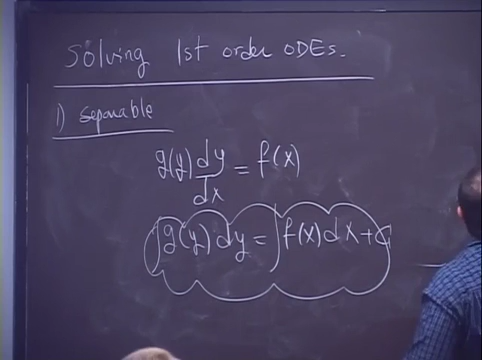 Solving 1st order ODEs.
1) Separable
g(y) dy/dx = f(x)
∫g(y)dy = ∫f(x)dx+C